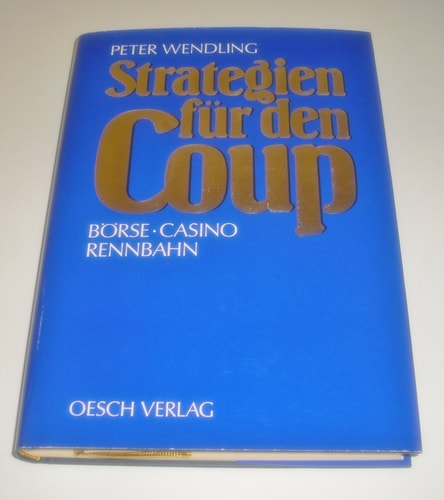 PETER WENDLING
Strategien
für den
Coup
BÖRSE · CASINO
RENNBAHN
OESCH VERLAG